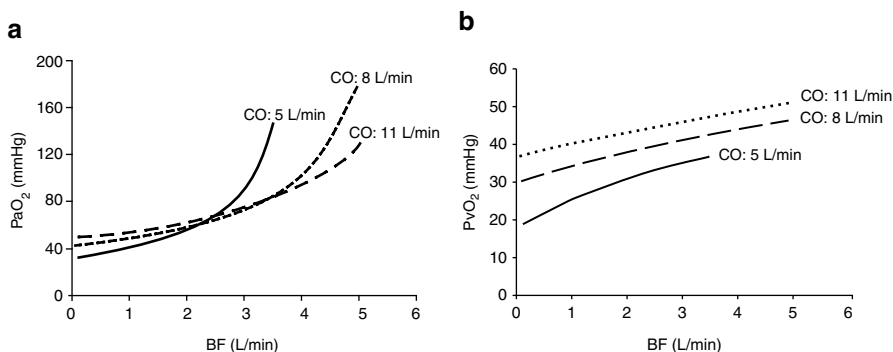 a
200
160
120
80
40
0
PaO2 (mmHg)
CO: 8 L/min
CO: 5 L/min
CO: 11 L/min
0 1 2 3 4 5 6
BF (L/min)
b
60
50
40
30
20
10
0
PvO2 (mmHg)
CO: 11 L/min
CO: 8 L/min
CO: 5 L/min
0 1 2 3 4 5 6
BF (L/min)